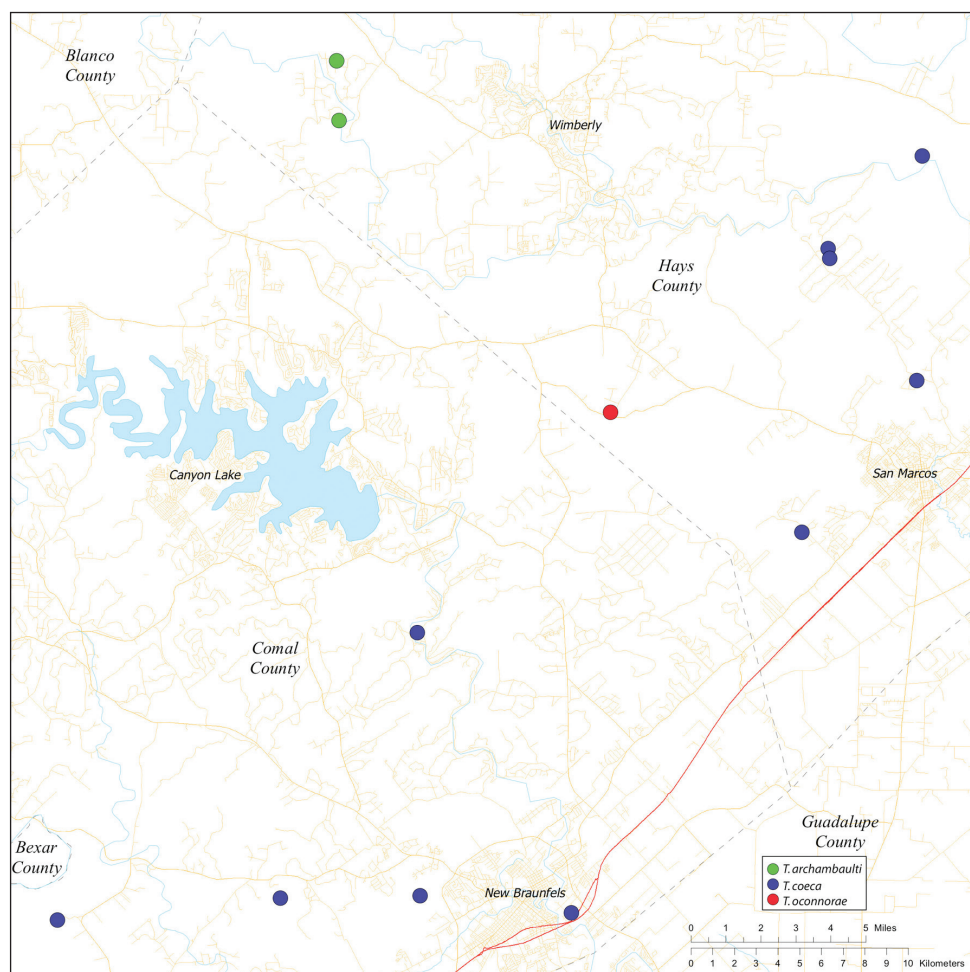 Blanco
County
Wimberly
Hays
County
Canyon Lake
San Marcos
Comal
County
Guadalupe
County
Bexar
County
New Braunfels
T. archambaulti
T. coeca
T. oconnorae
0 1 2 3 4 5 Miles
0 1 2 3 4 5 6 7 8 9 10 Kilometers